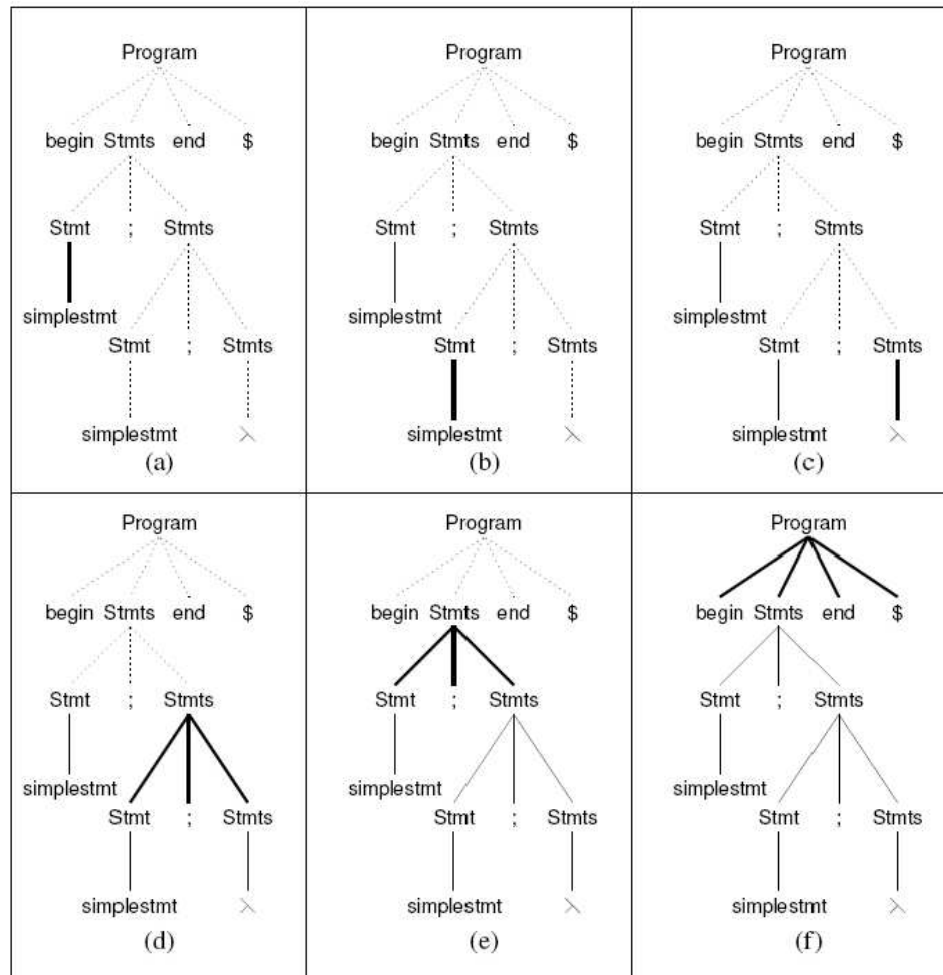 Program Program Program
begin Stmts end $ begin Stmts end $ begin Stmts end $
Stmt ; Stmts Stmt ; Stmts Stmt ; Stmts
simplestmt simplestmt simplestmt
Stmt ; Stmts Stmt ; Stmts Stmt ; Stmts
simplestmt λ simplestmt λ simplestmt λ
(a) (b) (c)
Program Program Program
begin Stmts end $ begin Stmts end $ begin Stmts end $
Stmt ; Stmts Stmt ; Stmts Stmt ; Stmts
simplestmt simplestmt simplestmt
Stmt ; Stmts Stmt ; Stmts Stmt ; Stmts
simplestmt λ simplestmt λ simplestmt λ
(d) (e) (f)